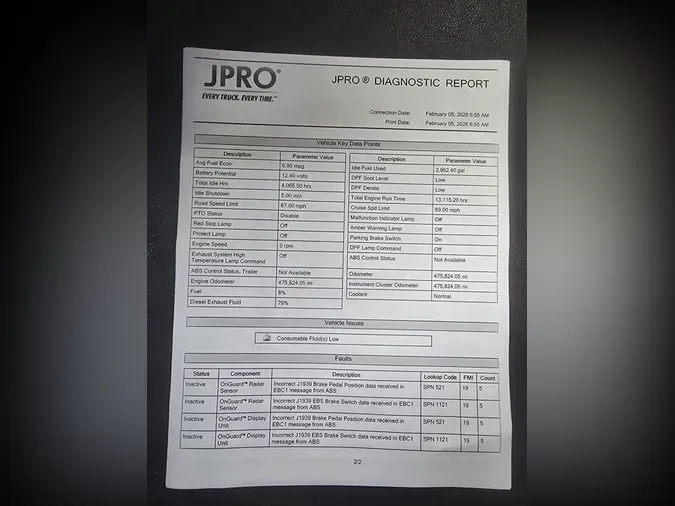 JPRO®
EVERY TRUCK. EVERY TIME.™
JPRO ® DIAGNOSTIC REPORT
Connection Date: February 05, 2026 6:55 AM
Print Date: February 05, 2026 6:55 AM
Vehicle Key Data Points
Description Parameter Value
Avg Fuel Econ 6.90 mpg
Battery Potential 12.40 volts
Total Idle Hrs 4,065.50 hrs
Idle Shutdown 5.00 min
Road Speed Limit 67.00 mph
PTO Status Disable
Red Stop Lamp Off
Protect Lamp Off
Engine Speed 0 rpm
Exhaust System High Off
Temperature Lamp Command
ABS Control Status, Trailer Not Available
Engine Odometer 475,824.05 mi
Fuel 8%
Diesel Exhaust Fluid 79%
Description Parameter Value
Idle Fuel Used 2,962.40 gal
DPF Soot Level Low
DPF Derate Low
Total Engine Run Time 13,115.20 hrs
Cruise Spd Limit 69.00 mph
Malfunction Indicator Lamp Off
Amber Warning Lamp Off
Parking Brake Switch On
DPF Lamp Command Off
ABS Control Status Not Available
Odometer 475,824.05 mi
Instrument Cluster Odometer 475,824.05 mi
Coolant Normal
Vehicle Issues
Consumable Fluid(s) Low
Faults
Status Component Description Lookup Code FMI Count
Inactive OnGuard™ Radar Sensor Incorrect J1939 Brake Pedal Position data received in EBC1 message from ABS SPN 521 19 5
Inactive OnGuard™ Radar Sensor Incorrect J1939 EBS Brake Switch data received in EBC1 message from ABS SPN 1121 19 5
Inactive OnGuard™ Display Unit Incorrect J1939 Brake Pedal Position data received in EBC1 message from ABS SPN 521 19 5
Inactive OnGuard™ Display Unit Incorrect J1939 EBS Brake Switch data received in EBC1 message from ABS SPN 1121 19 5
2/2